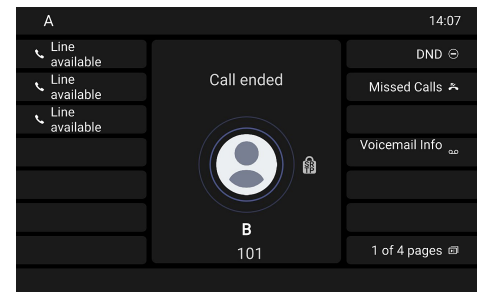 A
14:07
Line
available
Line
available
Line
available
Call ended
B
101
DND
Missed Calls
Voicemail Info
1 of 4 pages